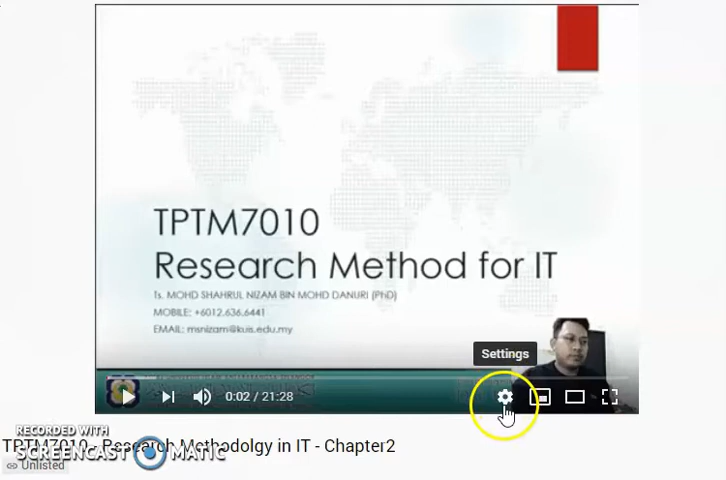 TPTM7010
Research Method for IT
Ts. MOHD SHAHRUL NIZAM BIN MOHD DANURI (PhD)
MOBILE: +6012.636.6441
EMAIL: msnizam@kuis.edu.my
Settings
0:02 / 21:28
RECORDED WITH
SCREENCAST MATIC
TPTM7010 - Research Methodolgy in IT - Chapter2
Unlisted